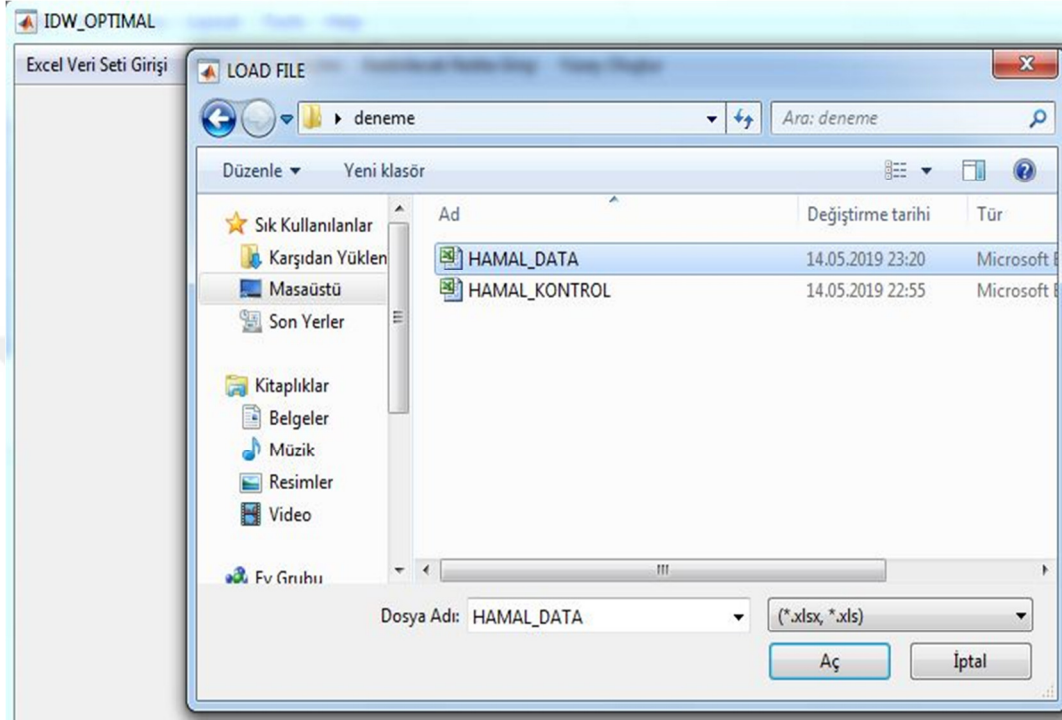 IDW_OPTIMAL
Excel Veri Seti Girişi
LOAD FILE
deneme
Ara: deneme
Düzenle
Yeni klasör
Ad
Değiştirme tarihi
Tür
Sık Kullanılanlar
Karşıdan Yüklen
Masaüstü
Son Yerler
Kitaplıklar
Belgeler
Müzik
Resimler
Video
Ev Grubu
HAMAL_DATA 14.05.2019 23:20 Microsoft E
HAMAL_KONTROL 14.05.2019 22:55 Microsoft E
Dosya Adı: HAMAL_DATA (*.xlsx, *.xls)
Aç İptal